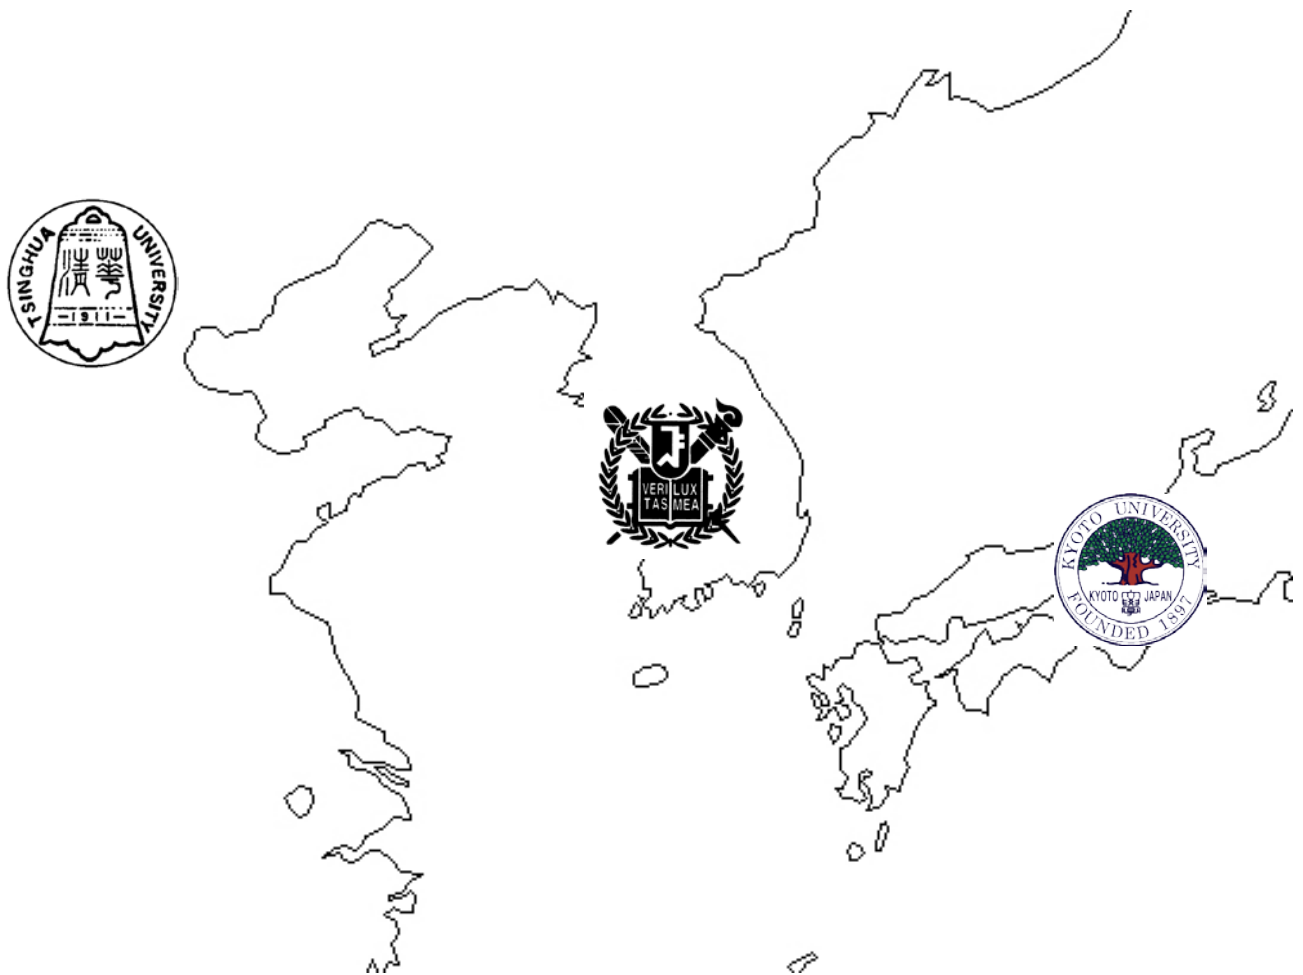 TSINGHUA UNIVERSITY
清華
-1911-
VERI LUX
TAS MEA
KYOTO UNIVERSITY
KYOTO JAPAN
FOUNDED 1897